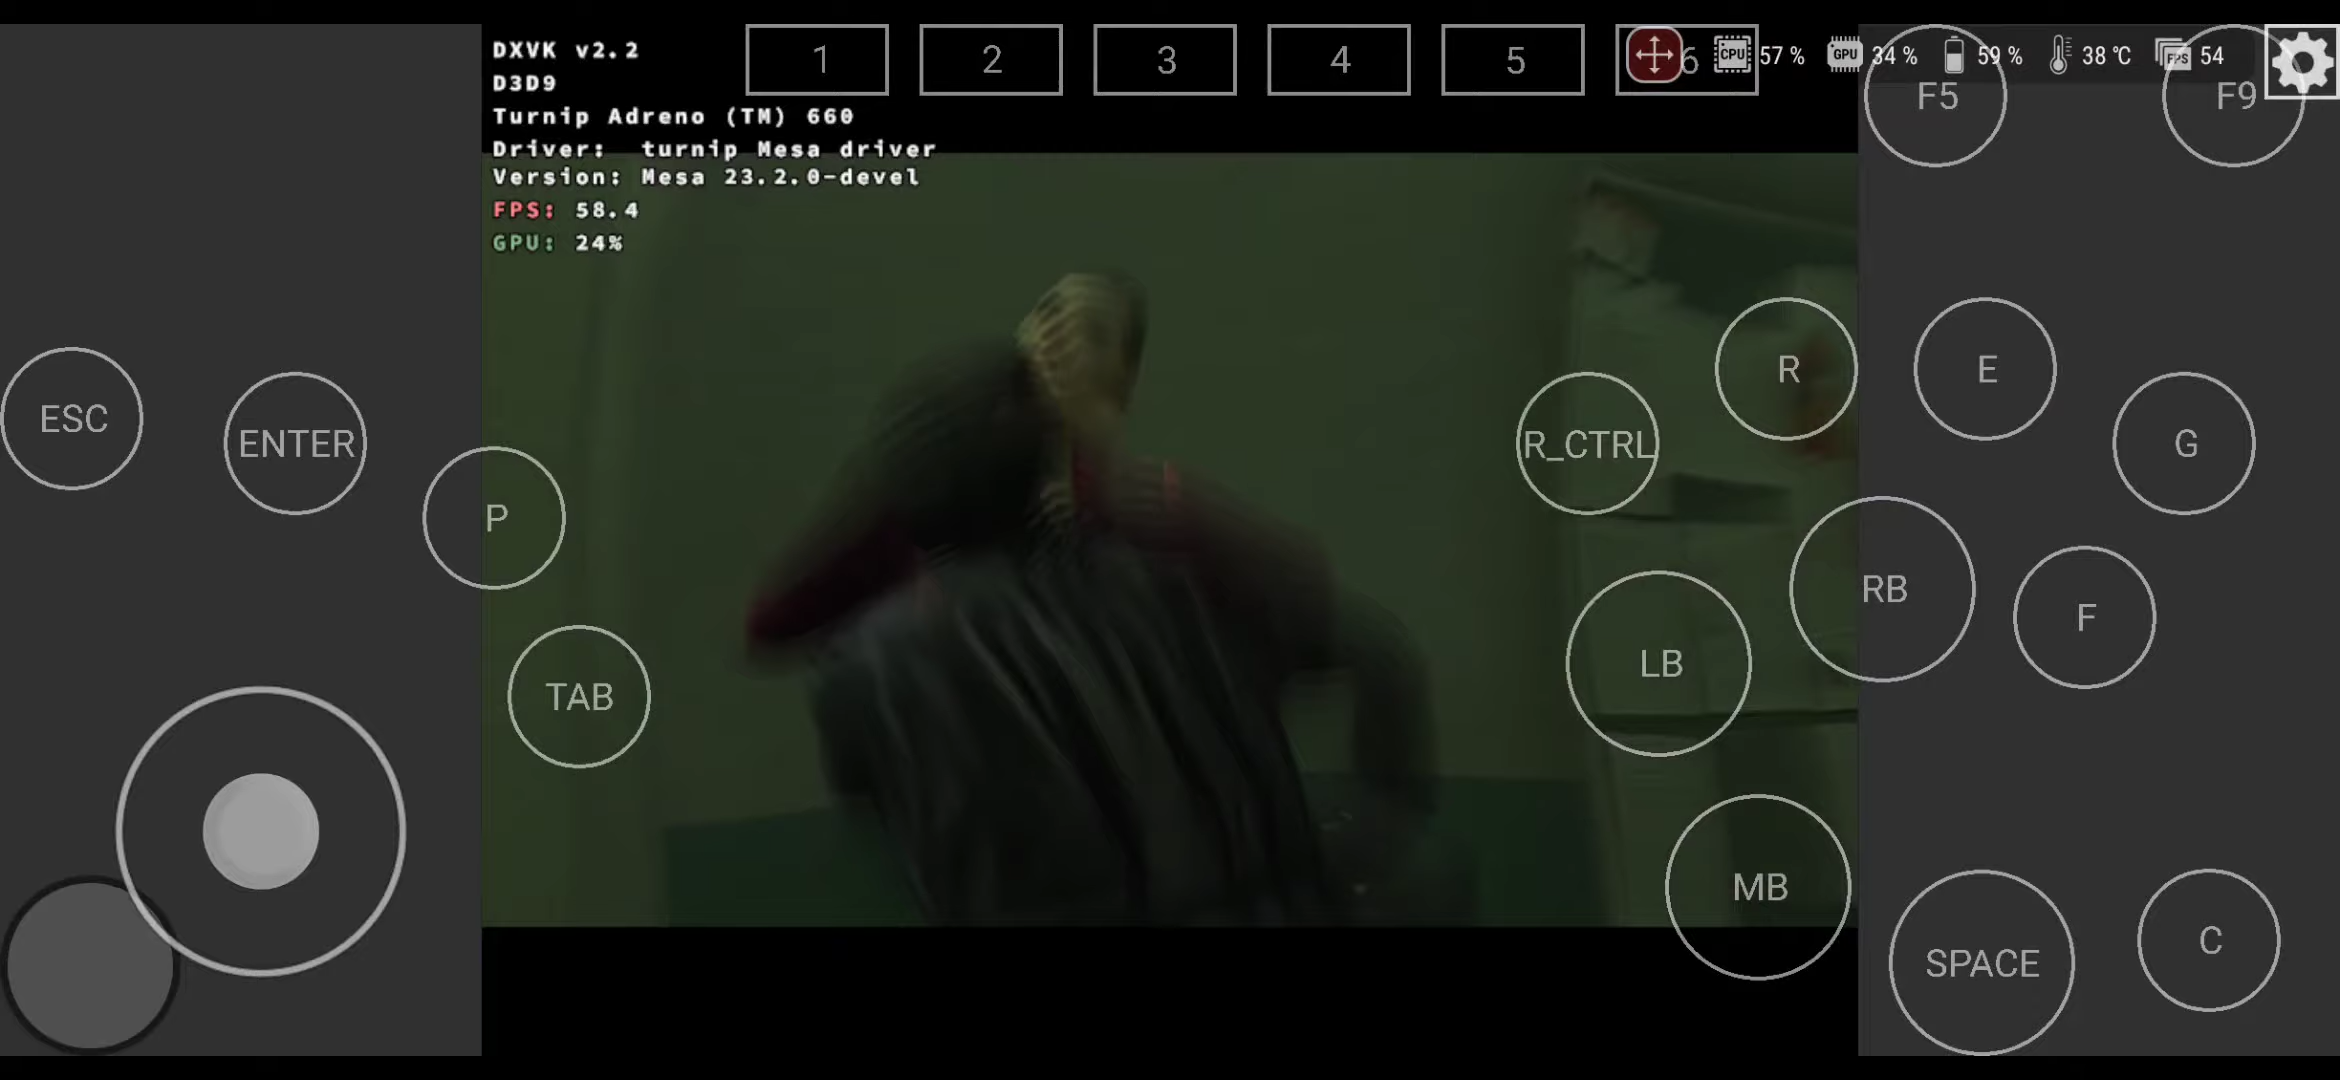 DXVK v2.2
D3D9
Turnip Adreno (TM) 660
Driver: turnip Mesa driver
Version: Mesa 23.2.0-devel
FPS: 58.4
GPU: 24%
1 2 3 4 5 6
CPU 57 % GPU 34 % 59 % 38 °C FPS 54
F5 F9
ESC ENTER P TAB
R_CTRL R E G
LB RB F
MB SPACE C